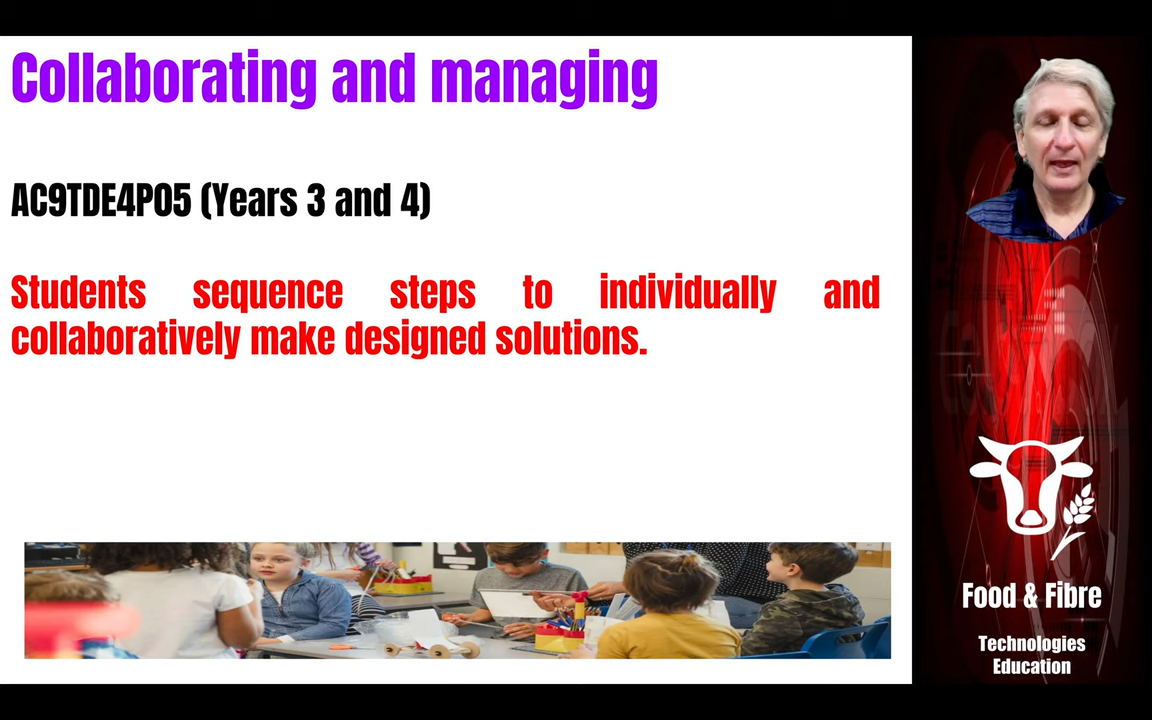 Collaborating and managing
AC9TDE4P05 (Years 3 and 4)
Students sequence steps to individually and
collaboratively make designed solutions.
Food & Fibre
Technologies
Education